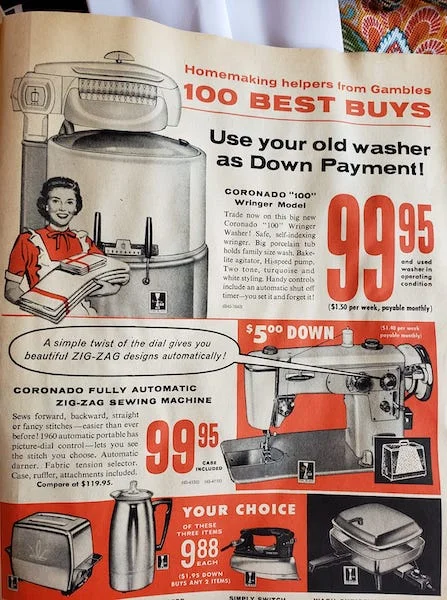 Homemaking helpers from Gambles
100 BEST BUYS
Use your old washer
as Down Payment!
CORONADO "100"
Wringer Model
Trade now on this big new
Coronado "100" Wringer
Washer! Safe, self-indexing
wringer. Big porcelain tub
holds family size wash. Bake-
lite agitator, Hi-speed pump.
Two tone, turquoise and
white styling. Handy controls
include an automatic shut off
timer—you set it and forget it!
99 95
and used
washer in
operating
condition
($1.50 per week, payable monthly)
A simple twist of the dial gives you
beautiful ZIG-ZAG designs automatically!
$5 00 DOWN
($1.40 per week
payable monthly)
CORONADO FULLY AUTOMATIC
ZIG-ZAG SEWING MACHINE
Sews forward, backward, straight
or fancy stitches—easier than ever
before! 1960 automatic portable has
picture-dial control—lets you see
the stitch you choose. Automatic
darner. Fabric tension selector.
Case, ruffler, attachments included.
Compare at $119.95.
99 95
CASE
INCLUDED
YOUR CHOICE
OF THESE
THREE ITEMS
9 88
EACH
($1.95 DOWN
BUYS ANY 2 ITEMS)
SIMPLY SWITCH